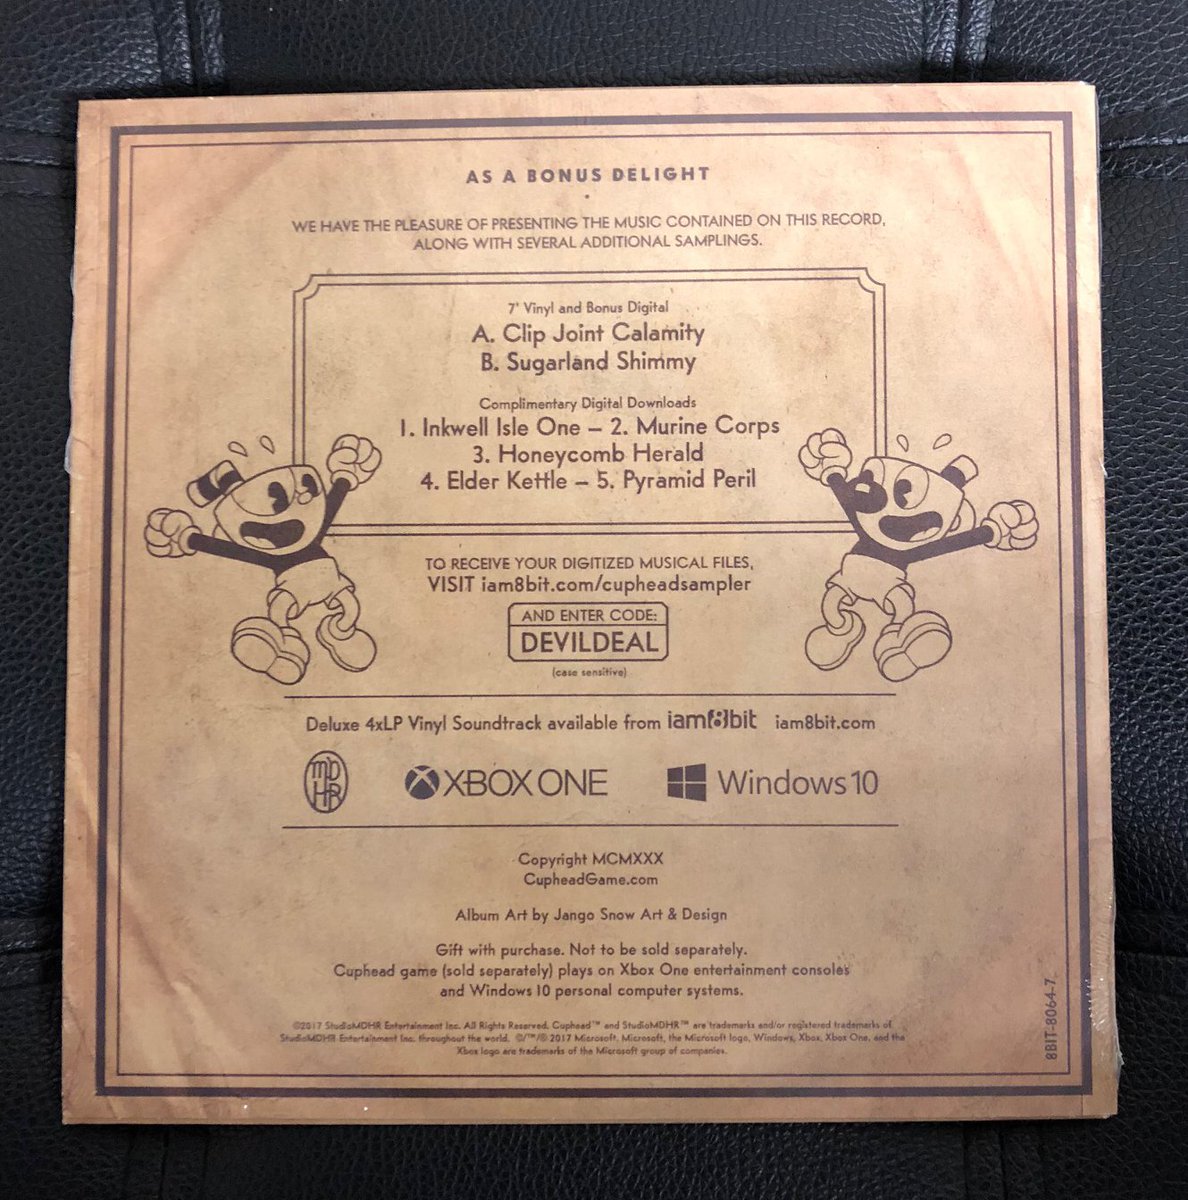 AS A BONUS DELIGHT
WE HAVE THE PLEASURE OF PRESENTING THE MUSIC CONTAINED ON THIS RECORD,
ALONG WITH SEVERAL ADDITIONAL SAMPLINGS.
7" Vinyl and Bonus Digital
A. Clip Joint Calamity
B. Sugarland Shimmy
Complimentary Digital Downloads
1. Inkwell Isle One – 2. Murine Corps
3. Honeycomb Herald
4. Elder Kettle – 5. Pyramid Peril
TO RECEIVE YOUR DIGITIZED MUSICAL FILES,
VISIT iam8bit.com/cupheadsampler
AND ENTER CODE:
DEVILDEAL
(case sensitive)
Deluxe 4xLP Vinyl Soundtrack available from iam8bit iam8bit.com
MDHR XBOX ONE Windows 10
Copyright MCMXXX
CupheadGame.com
Album Art by Jango Snow Art & Design
Gift with purchase. Not to be sold separately.
Cuphead game (sold separately) plays on Xbox One entertainment consoles
and Windows 10 personal computer systems.
©2017 StudioMDHR Entertainment Inc. All Rights Reserved. Cuphead™ and StudioMDHR™ are trademarks and/or registered trademarks of
StudioMDHR Entertainment Inc. throughout the world. ©/™/® 2017 Microsoft. Microsoft, the Microsoft logo, Windows, Xbox, Xbox One, and the
Xbox logo are trademarks of the Microsoft group of companies.
8BIT-8064-7